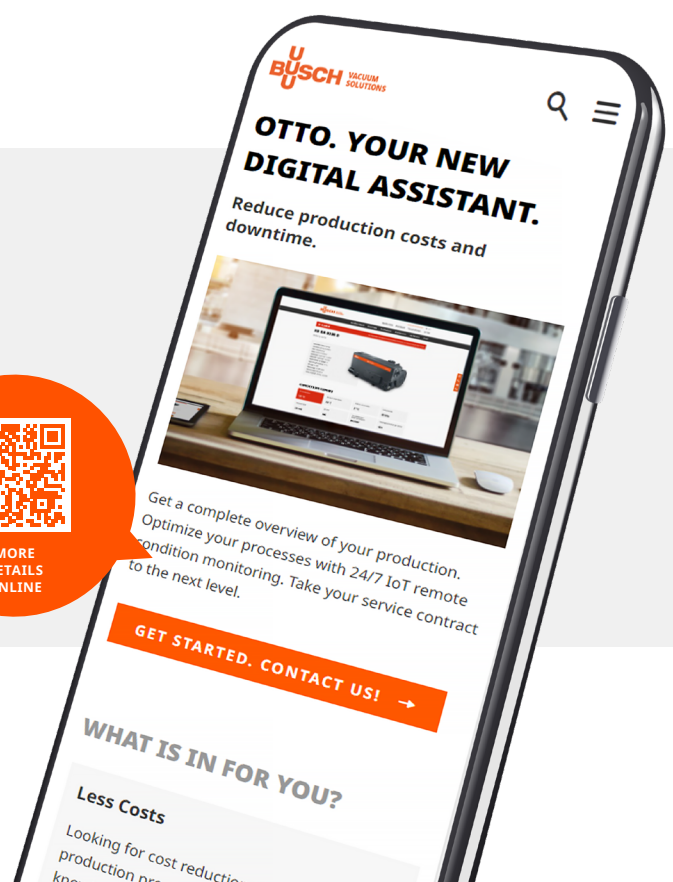 BUSCH
VACUUM
SOLUTIONS
OTTO. YOUR NEW
DIGITAL ASSISTANT.
Reduce production costs and
downtime.
Get a complete overview of your production.
Optimize your processes with 24/7 IoT remote
condition monitoring. Take your service contract
to the next level.
GET STARTED. CONTACT US!
WHAT IS IN FOR YOU?
Less Costs
Looking for cost reductio
production pr
kno
MORE
ETAILS
NLINE